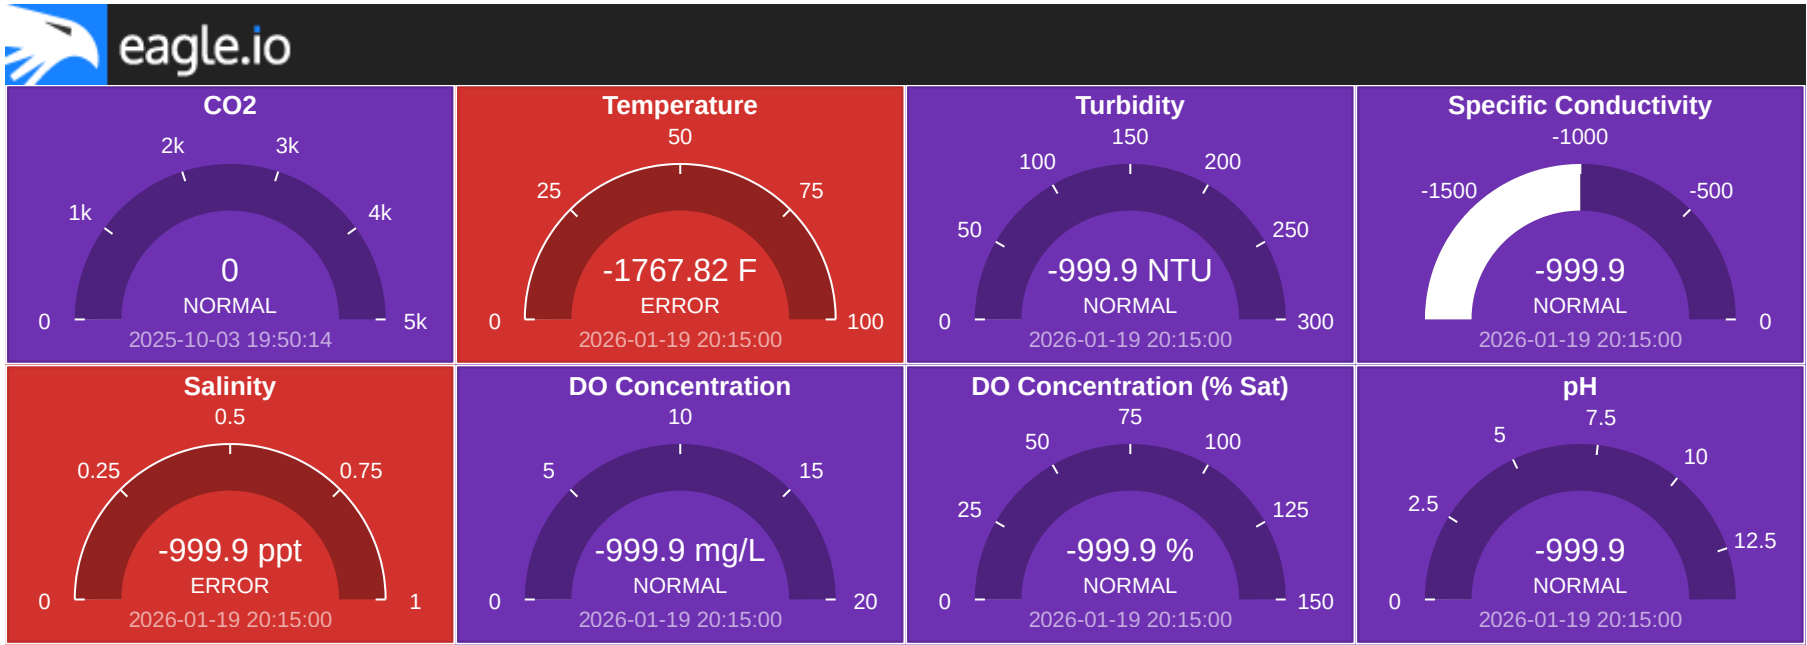 eagle.io
CO2
2k
3k
1k
4k
0
NORMAL
0
5k
2025-10-03 19:50:14
Temperature
50
25
75
-1767.82 F
ERROR
0
100
2026-01-19 20:15:00
Turbidity
150
100
200
50
250
-999.9 NTU
NORMAL
0
300
2026-01-19 20:15:00
Specific Conductivity
-1000
-1500
-500
-999.9
NORMAL
0
2026-01-19 20:15:00
Salinity
0.5
0.25
0.75
-999.9 ppt
ERROR
0
1
2026-01-19 20:15:00
DO Concentration
10
5
15
-999.9 mg/L
NORMAL
0
20
2026-01-19 20:15:00
DO Concentration (% Sat)
75
50
100
25
125
-999.9 %
NORMAL
0
150
2026-01-19 20:15:00
pH
7.5
5
10
2.5
12.5
-999.9
NORMAL
0
2026-01-19 20:15:00